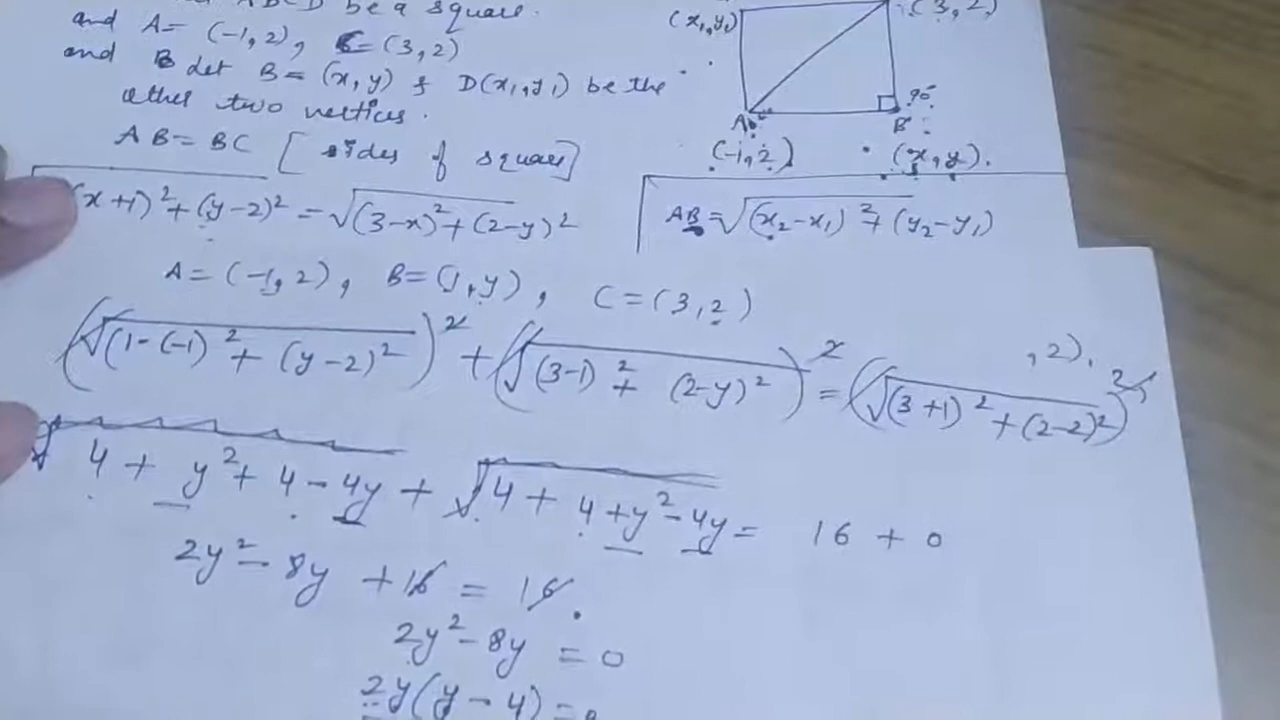 ABCD be a square.
and A = (-1, 2), C = (3, 2)
and B Let B = (x, y) & D(x₁, y₁) be the
other two vertices.
AB = BC [sides of square]
(x₁, y₁)
(3, 2)
A
B
90°
(-1, 2)
(x, y).
(x+1)² + (y-2)² = √(3-x)² + (2-y)²
AB = √(x₂-x₁)² + (y₂-y₁)
A = (-1, 2), B = (1, y), C = (3, 2)
(√(1-(-1)² + (y-2)²)² + (√(3-1)² + (2-y)²)² = (√(3+1)² + (2-2)²)²
, 2).
4 + y² + 4 - 4y + √4 + 4 + y² - 4y = 16 + 0
2y² - 8y + 16 = 16.
2y² - 8y = 0
2y(y - 4) = 0